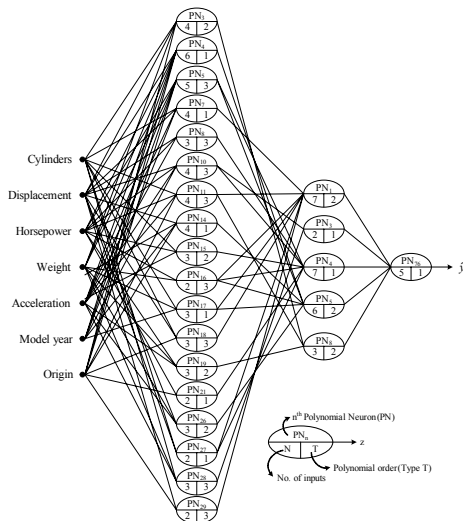 PN3
4 2
PN4
6 1
PN5
5 3
PN7
4 1
PN8
3 3
PN10
4 3
PN11
4 3
PN14
4 1
PN15
3 2
PN16
2 3
PN17
3 1
PN18
3 3
PN19
3 2
PN21
2 1
PN26
3 2
PN27
2 1
PN28
3 3
PN29
3 2
Cylinders
Displacement
Horsepower
Weight
Acceleration
Model year
Origin
PN1
7 2
PN3
2 1
PN4
7 1
PN5
6 2
PN8
3 2
PN76
5 1
ŷ
nth Polynomial Neuron(PN)
PNn
N T
z
Polynomial order(Type T)
No. of inputs